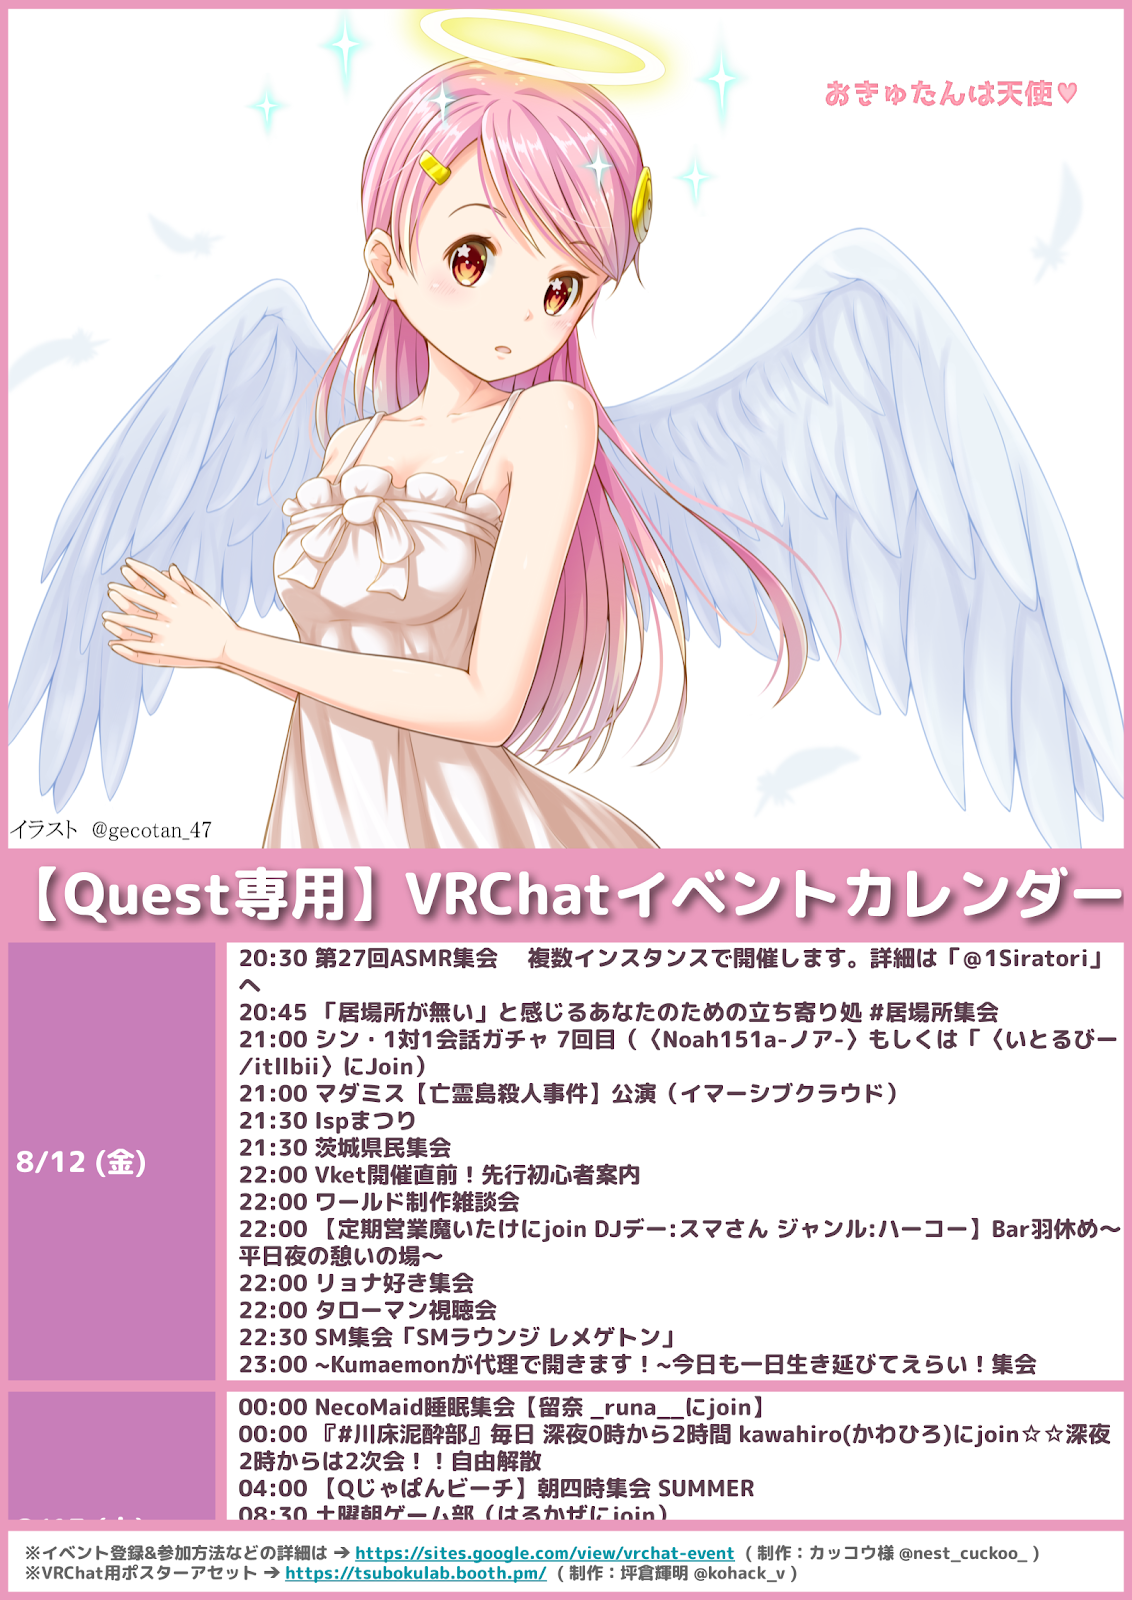 おきゅたんは天使♥
イラスト @gecotan_47
【Quest専用】VRChatイベントカレンダー
8/12 (金)
20:30 第27回ASMR集会　複数インスタンスで開催します。詳細は「@1Siratori」
へ
20:45 「居場所が無い」と感じるあなたのための立ち寄り処 #居場所集会
21:00 シン・1対1会話ガチャ 7回目（〈Noah151a-ノア-〉もしくは「〈いとるびー
/itllbii〉にJoin）
21:00 マダミス【亡霊島殺人事件】公演（イマーシブクラウド）
21:30 Ispまつり
21:30 茨城県民集会
22:00 Vket開催直前！先行初心者案内
22:00 ワールド制作雑談会
22:00 【定期営業魔いたけにjoin DJデー:スマさん ジャンル:ハーコー】Bar羽休め～
平日夜の憩いの場～
22:00 リョナ好き集会
22:00 タローマン視聴会
22:30 SM集会「SMラウンジ レメゲトン」
23:00 ~Kumaemonが代理で開きます！~今日も一日生き延びてえらい！集会
00:00 NecoMaid睡眠集会【留奈 _runa__にjoin】
00:00 『#川床泥酔部』毎日 深夜0時から2時間 kawahiro(かわひろ)にjoin☆☆深夜
2時からは2次会！！自由解散
04:00 【Qじゃぱんビーチ】朝四時集会 SUMMER
08:30 土曜朝ゲーム部（はるかぜにjoin）
※イベント登録&参加方法などの詳細は ➔ https://sites.google.com/view/vrchat-event ( 制作：カッコウ様 @nest_cuckoo_ )
※VRChat用ポスターアセット ➔ https://tsubokulab.booth.pm/ ( 制作：坪倉輝明 @kohack_v )